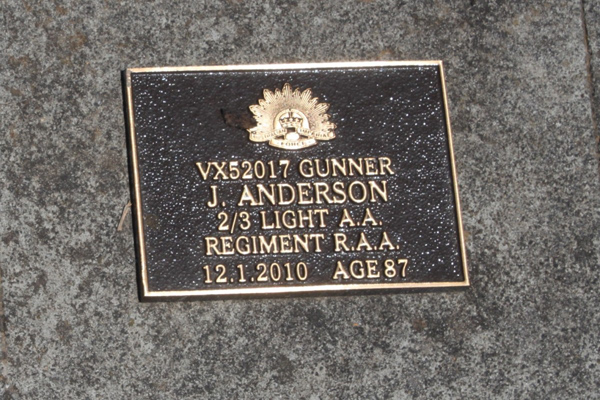 VX52017 GUNNER
J. ANDERSON
2/3 LIGHT A.A.
REGIMENT R.A.A.
12.1.2010 AGE 87